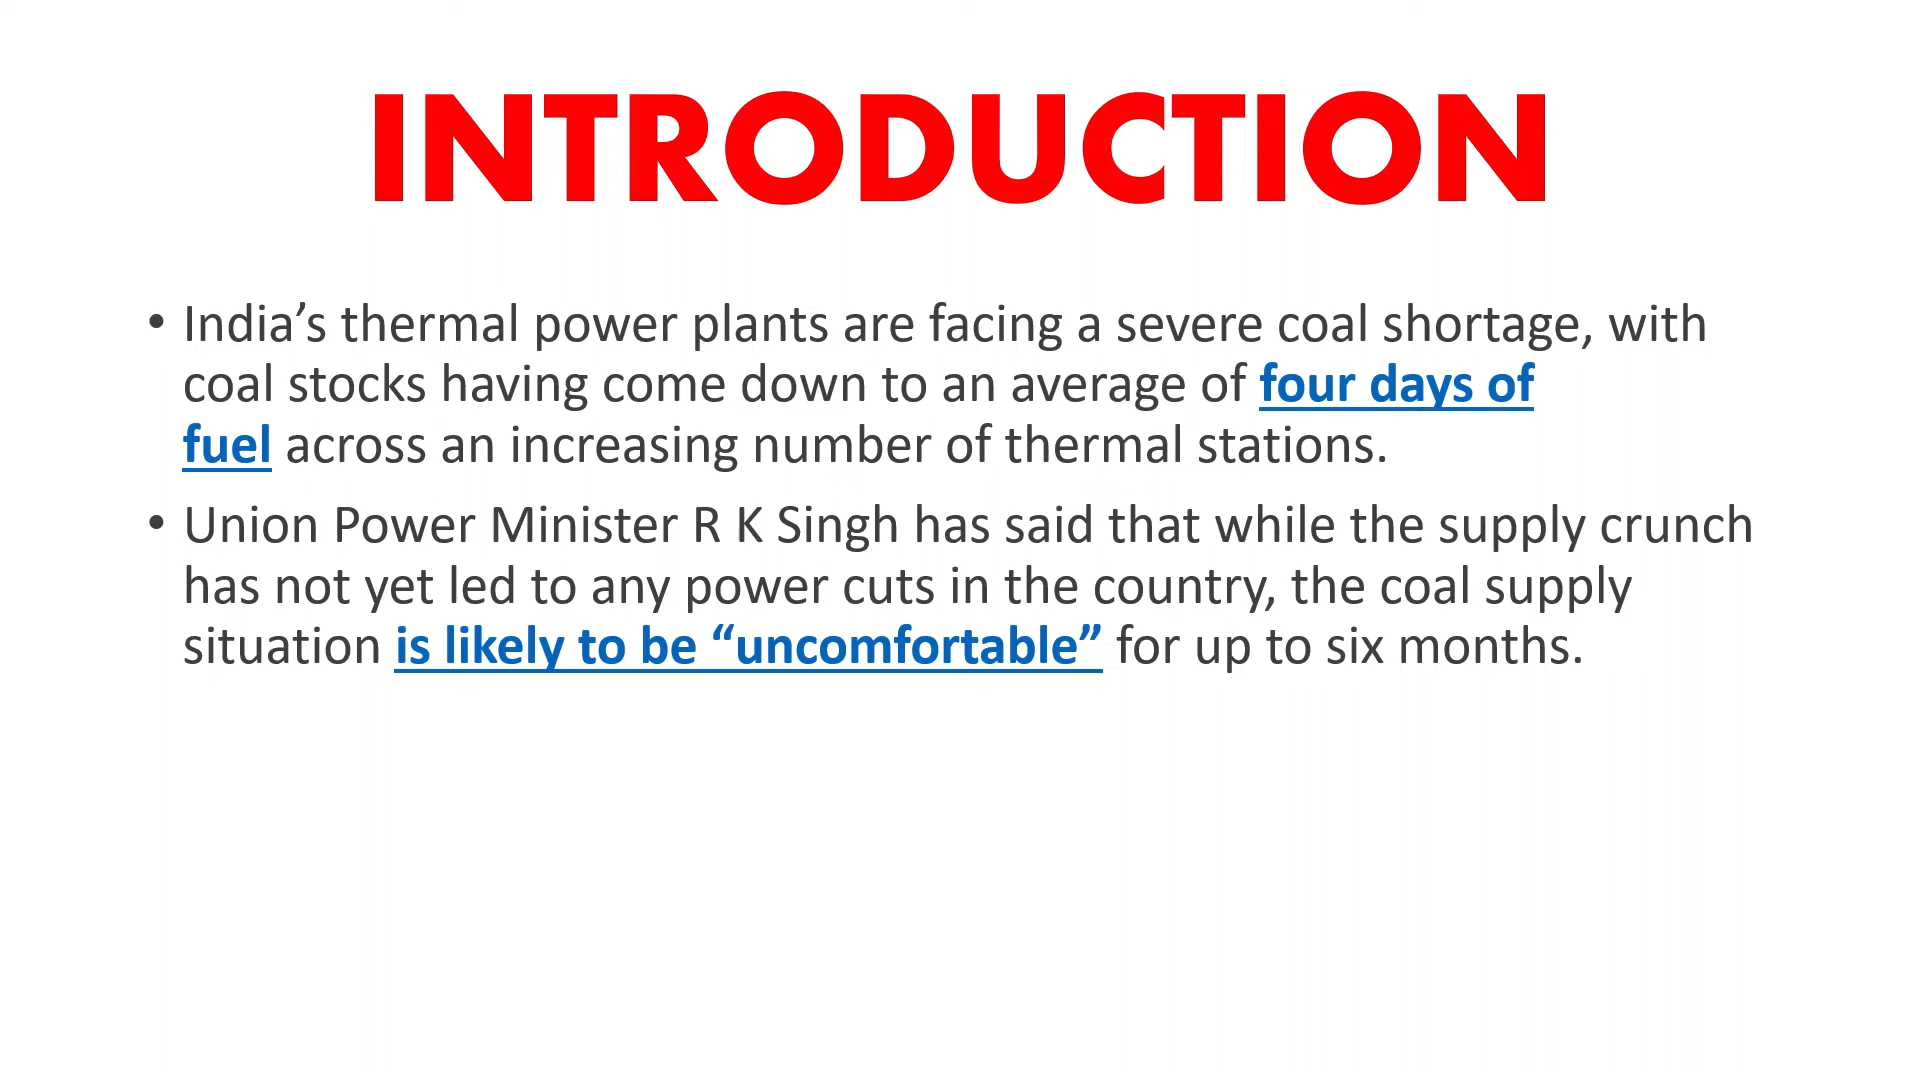 INTRODUCTION
• India’s thermal power plants are facing a severe coal shortage, with
coal stocks having come down to an average of four days of
fuel across an increasing number of thermal stations.
• Union Power Minister R K Singh has said that while the supply crunch
has not yet led to any power cuts in the country, the coal supply
situation is likely to be “uncomfortable” for up to six months.